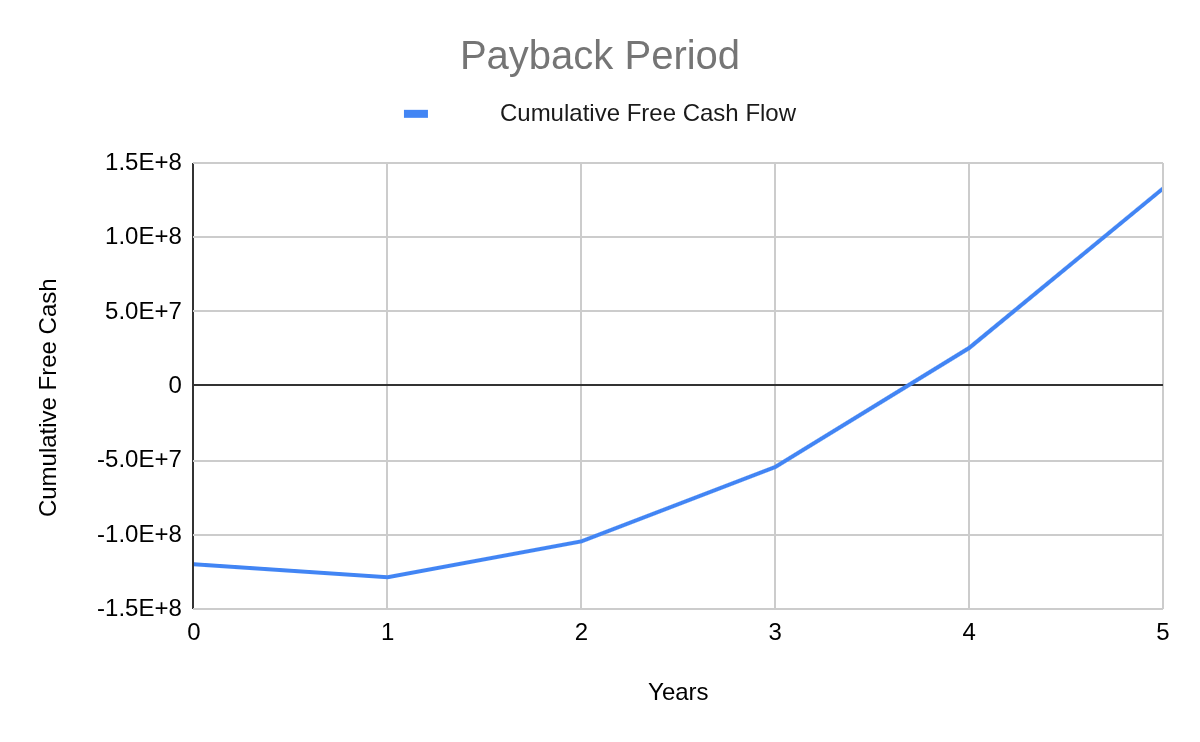 Payback Period
Cumulative Free Cash Flow
Cumulative Free Cash
1.5E+8
1.0E+8
5.0E+7
0
-5.0E+7
-1.0E+8
-1.5E+8
0 1 2 3 4 5
Years